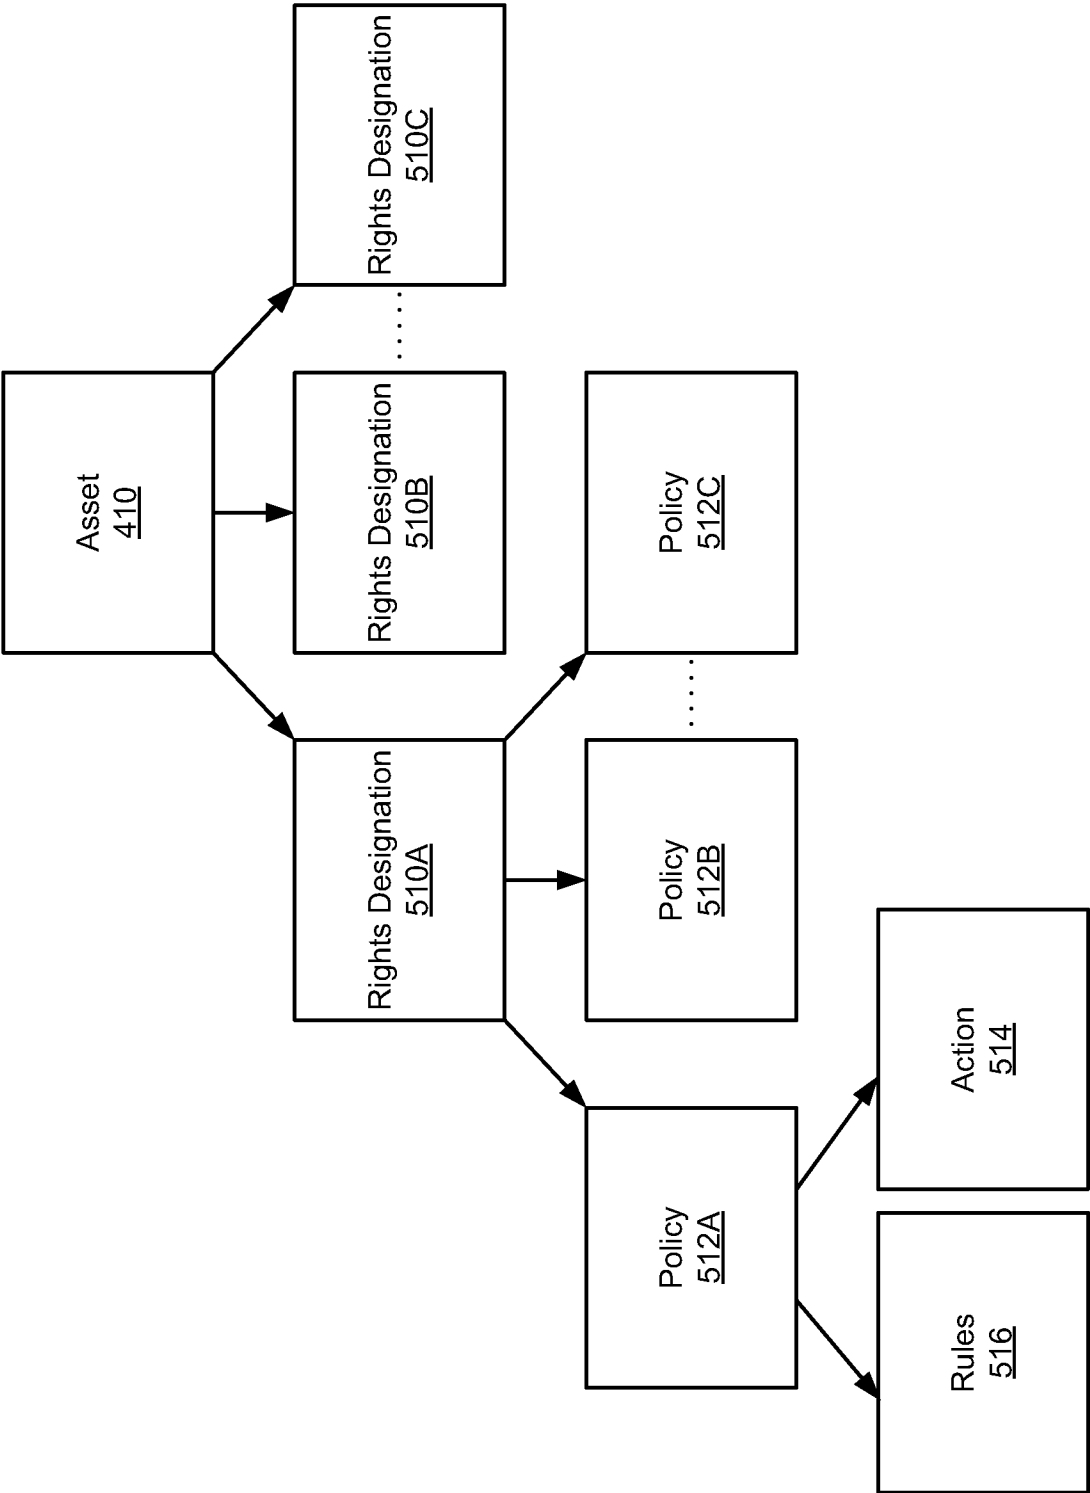 Asset
410
Rights Designation
510A
Rights Designation
510B
Rights Designation
510C
Policy
512A
Policy
512B
Policy
512C
Rules
516
Action
514